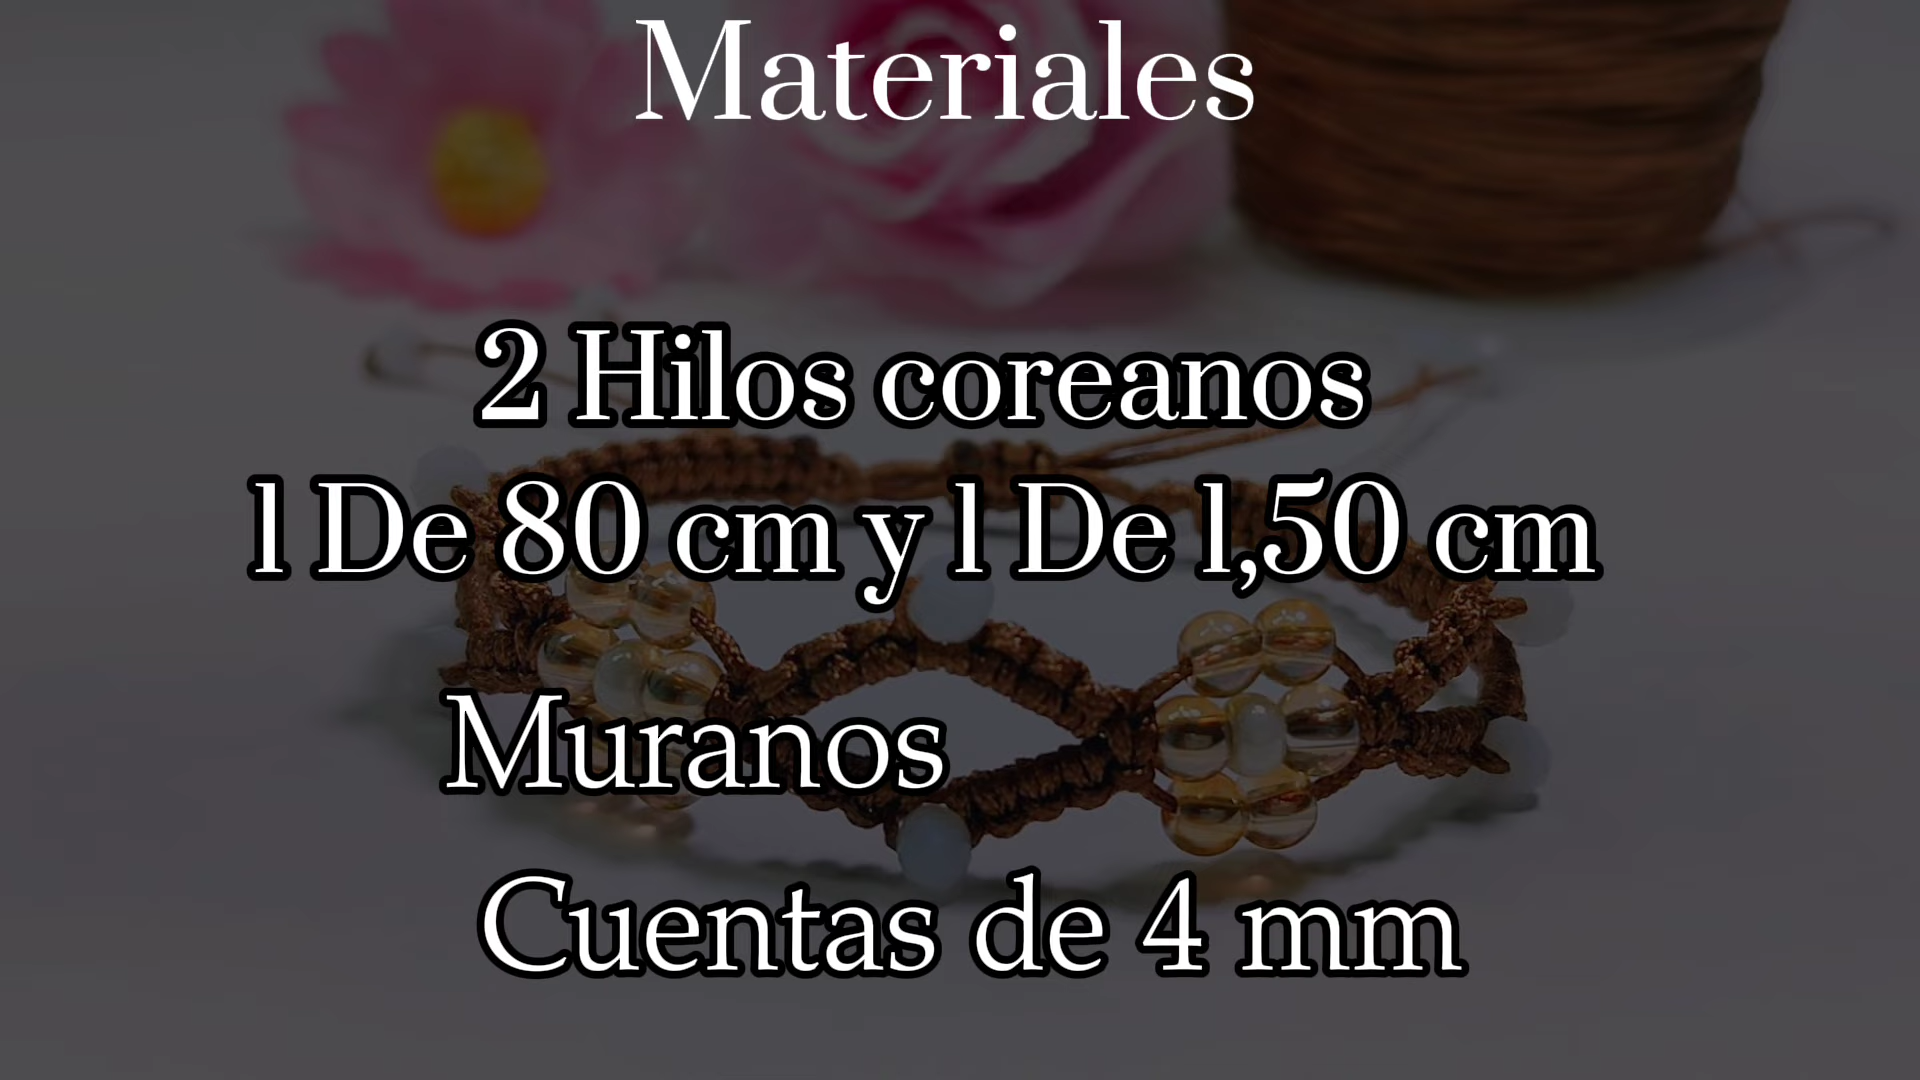 Materiales
2 Hilos coreanos
1 De 80 cm y 1 De 1,50 cm
Muranos
Cuentas de 4 mm